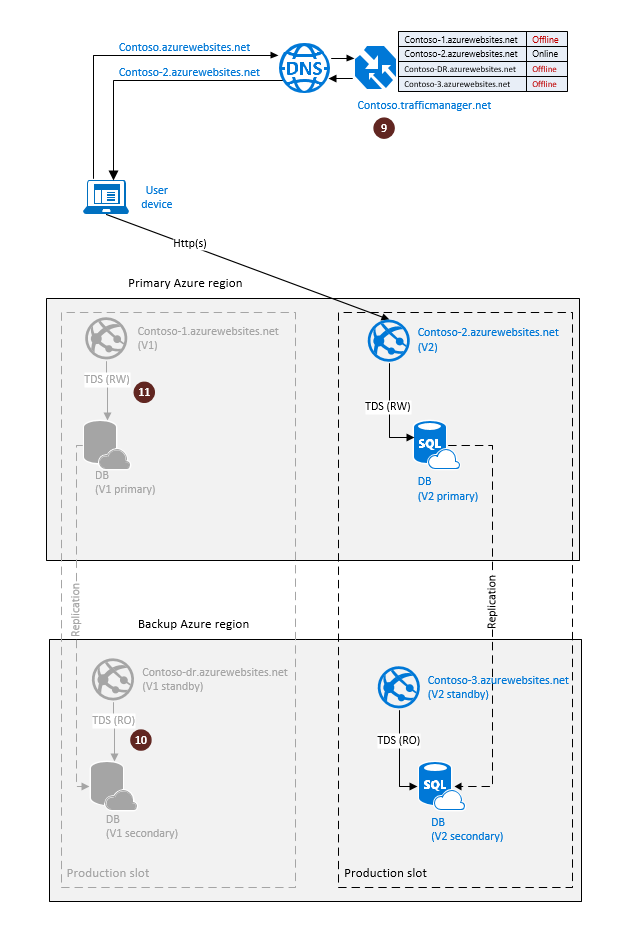 Contoso.azurewebsites.net
Contoso-2.azurewebsites.net
DNS
Contoso-1.azurewebsites.net Offline
Contoso-2.azurewebsites.net Online
Contoso-DR.azurewebsites.net Offline
Contoso-3.azurewebsites.net Offline
Contoso.trafficmanager.net
9
User
device
Http(s)
Primary Azure region
Contoso-1.azurewebsites.net
(V1)
TDS (RW)
11
DB
(V1 primary)
Contoso-2.azurewebsites.net
(V2)
TDS (RW)
SQL
DB
(V2 primary)
Replication
Replication
Backup Azure region
Contoso-dr.azurewebsites.net
(V1 standby)
TDS (RO)
10
DB
(V1 secondary)
Production slot
Contoso-3.azurewebsites.net
(V2 standby)
TDS (RO)
SQL
DB
(V2 secondary)
Production slot